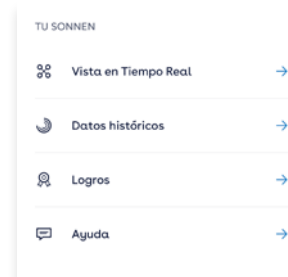 TU SONNEN
Vista en Tiempo Real
Datos históricos
Logros
Ayuda